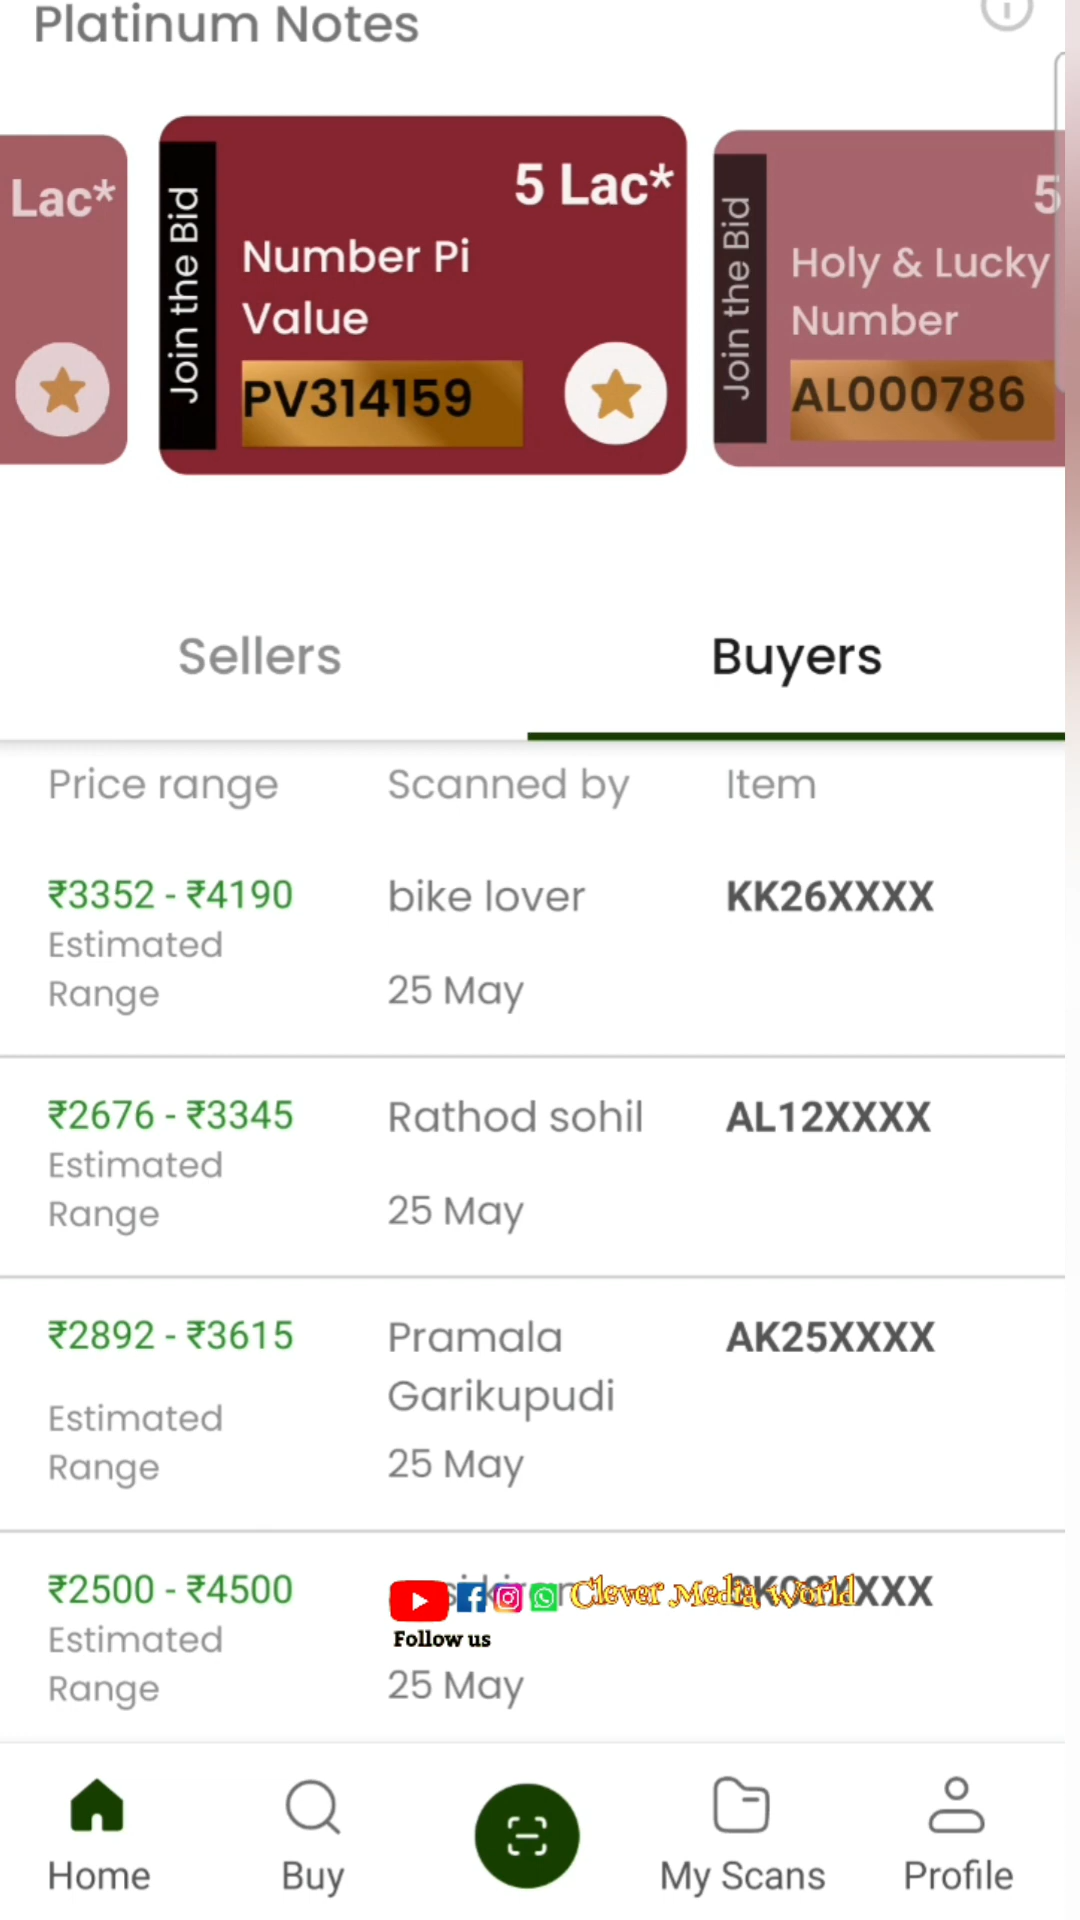 Platinum Notes
Lac*
Join the Bid
5 Lac*
Number Pi
Value
PV314159
Join the Bid
5
Holy & Lucky
Number
AL000786
Sellers
Buyers
Price range
Scanned by
Item
₹3352 - ₹4190
bike lover
KK26XXXX
Estimated
Range
25 May
₹2676 - ₹3345
Rathod sohil
AL12XXXX
Estimated
Range
25 May
₹2892 - ₹3615
Pramala
Garikupudi
AK25XXXX
Estimated
Range
25 May
₹2500 - ₹4500
Clever Media World
Follow us
Estimated
Range
25 May
Home
Buy
My Scans
Profile